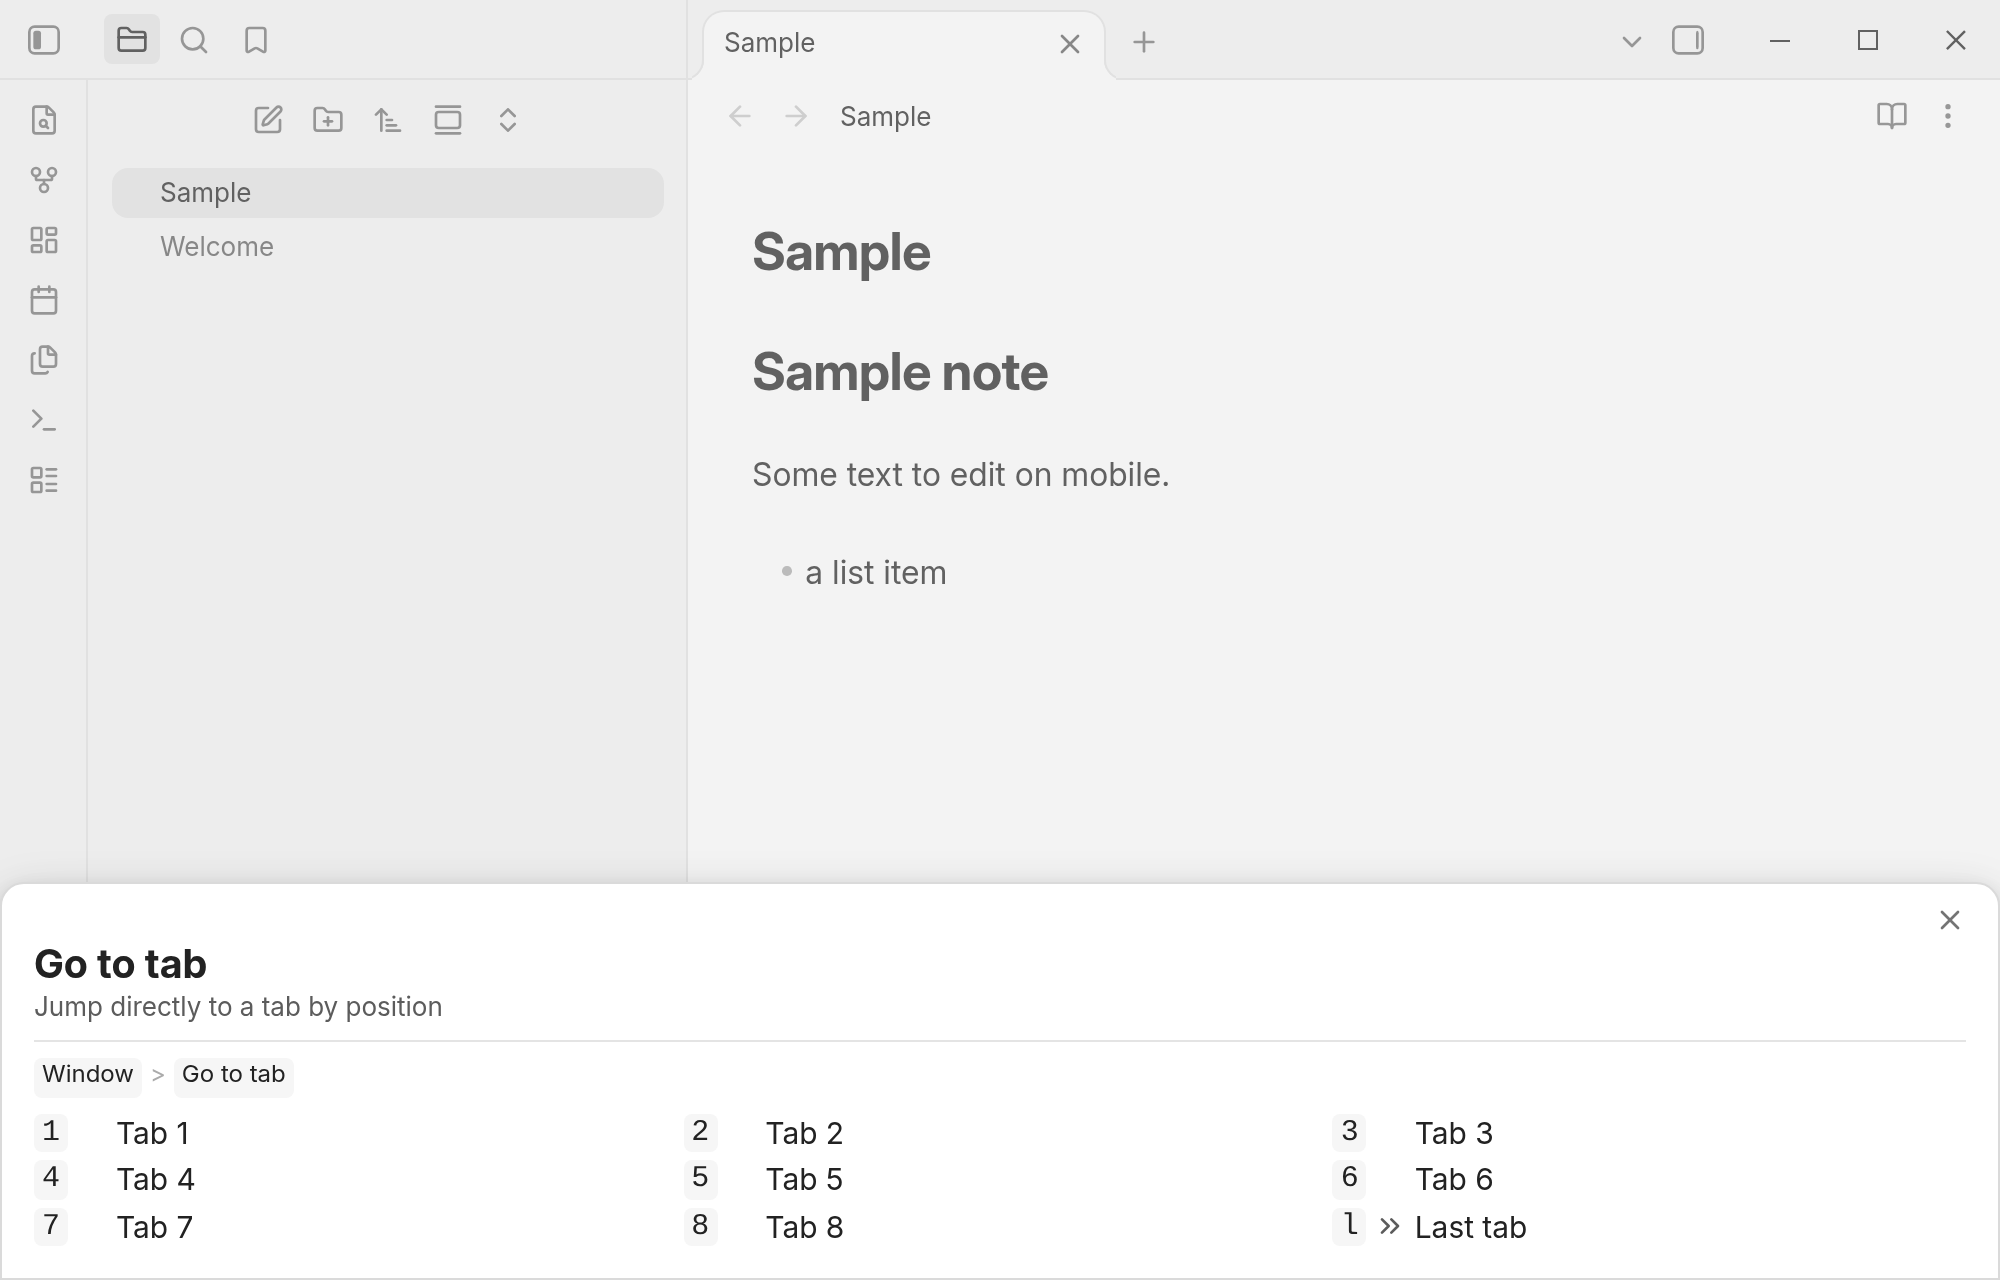 Sample
Sample
Sample
Welcome
Sample
Sample note
Some text to edit on mobile.
• a list item
Go to tab
Jump directly to a tab by position
Window > Go to tab
1 Tab 1 2 Tab 2 3 Tab 3
4 Tab 4 5 Tab 5 6 Tab 6
7 Tab 7 8 Tab 8 l Last tab